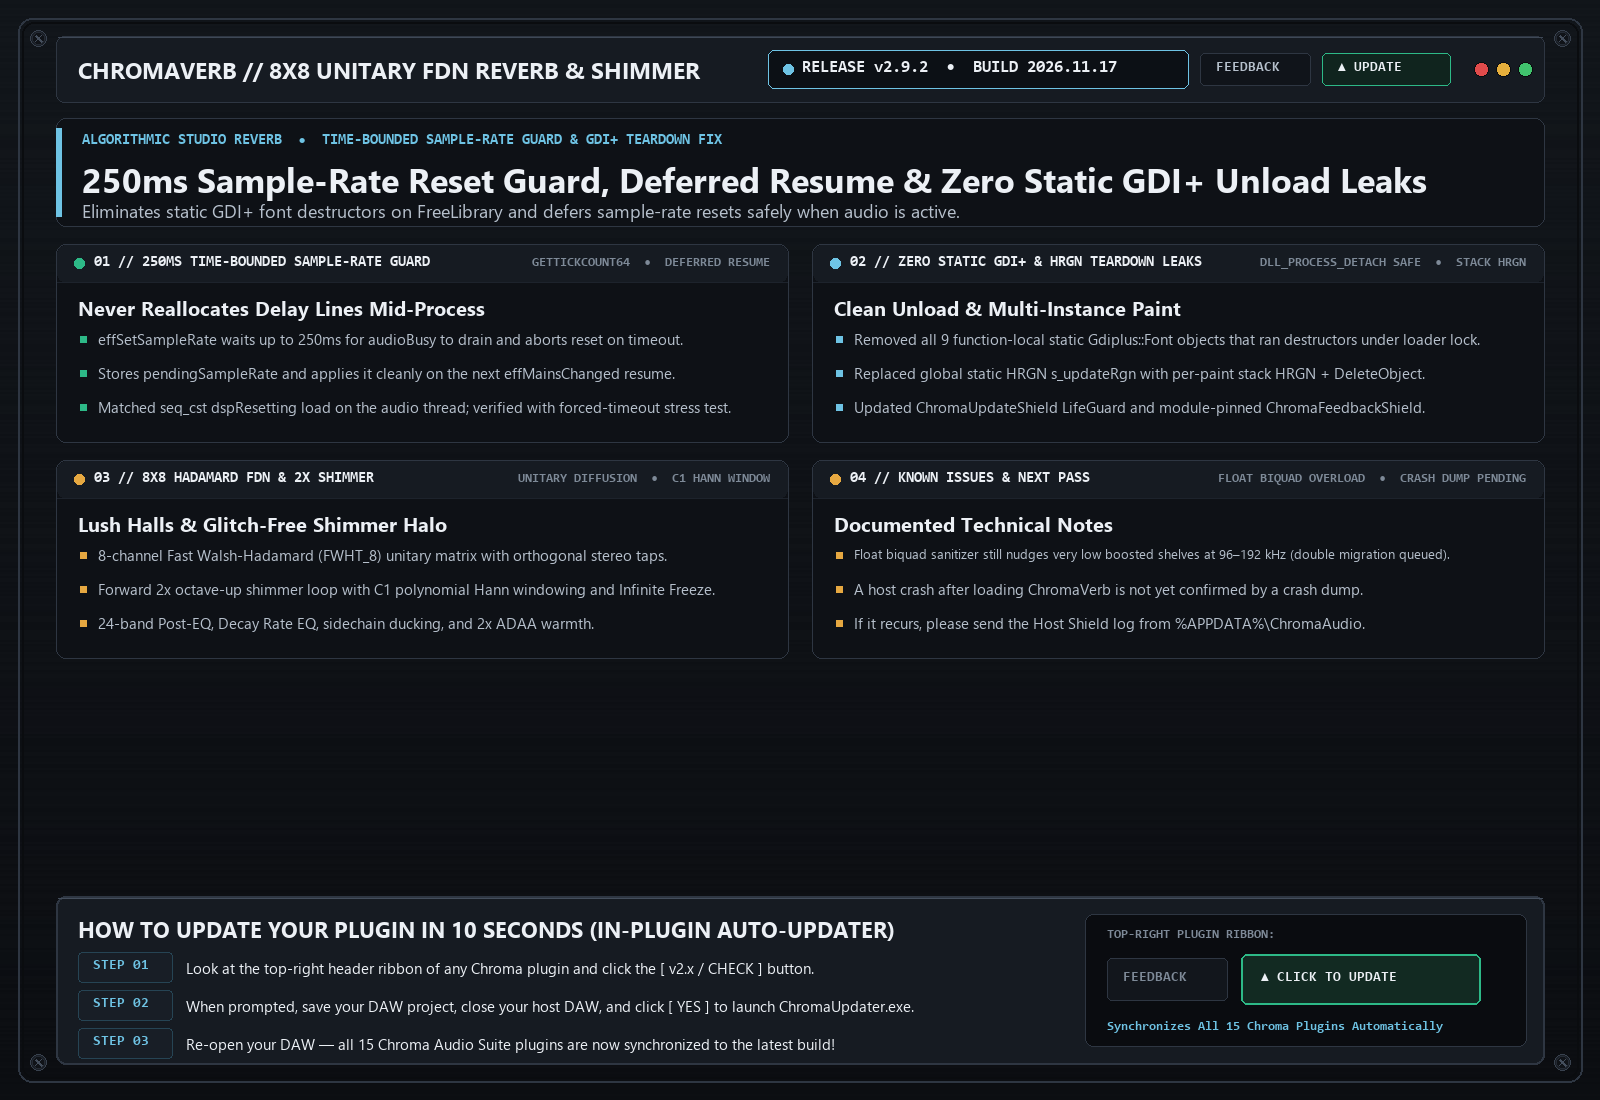 CHROMAVERB // 8X8 UNITARY FDN REVERB & SHIMMER
RELEASE v2.9.2 • BUILD 2026.11.17
FEEDBACK
▲ UPDATE
ALGORITHMIC STUDIO REVERB • TIME-BOUNDED SAMPLE-RATE GUARD & GDI+ TEARDOWN FIX
250ms Sample-Rate Reset Guard, Deferred Resume & Zero Static GDI+ Unload Leaks
Eliminates static GDI+ font destructors on FreeLibrary and defers sample-rate resets safely when audio is active.
01 // 250MS TIME-BOUNDED SAMPLE-RATE GUARD
GETTICKCOUNT64 • DEFERRED RESUME
Never Reallocates Delay Lines Mid-Process
effSetSampleRate waits up to 250ms for audioBusy to drain and aborts reset on timeout.
Stores pendingSampleRate and applies it cleanly on the next effMainsChanged resume.
Matched seq_cst dspResetting load on the audio thread; verified with forced-timeout stress test.
02 // ZERO STATIC GDI+ & HRGN TEARDOWN LEAKS
DLL_PROCESS_DETACH SAFE • STACK HRGN
Clean Unload & Multi-Instance Paint
Removed all 9 function-local static Gdiplus::Font objects that ran destructors under loader lock.
Replaced global static HRGN s_updateRgn with per-paint stack HRGN + DeleteObject.
Updated ChromaUpdateShield LifeGuard and module-pinned ChromaFeedbackShield.
03 // 8X8 HADAMARD FDN & 2X SHIMMER
UNITARY DIFFUSION • C1 HANN WINDOW
Lush Halls & Glitch-Free Shimmer Halo
8-channel Fast Walsh-Hadamard (FWHT_8) unitary matrix with orthogonal stereo taps.
Forward 2x octave-up shimmer loop with C1 polynomial Hann windowing and Infinite Freeze.
24-band Post-EQ, Decay Rate EQ, sidechain ducking, and 2x ADAA warmth.
04 // KNOWN ISSUES & NEXT PASS
FLOAT BIQUAD OVERLOAD • CRASH DUMP PENDING
Documented Technical Notes
Float biquad sanitizer still nudges very low boosted shelves at 96–192 kHz (double migration queued).
A host crash after loading ChromaVerb is not yet confirmed by a crash dump.
If it recurs, please send the Host Shield log from %APPDATA%\ChromaAudio.
HOW TO UPDATE YOUR PLUGIN IN 10 SECONDS (IN-PLUGIN AUTO-UPDATER)
STEP 01
Look at the top-right header ribbon of any Chroma plugin and click the [ v2.x / CHECK ] button.
STEP 02
When prompted, save your DAW project, close your host DAW, and click [ YES ] to launch ChromaUpdater.exe.
STEP 03
Re-open your DAW — all 15 Chroma Audio Suite plugins are now synchronized to the latest build!
TOP-RIGHT PLUGIN RIBBON:
FEEDBACK
▲ CLICK TO UPDATE
Synchronizes All 15 Chroma Plugins Automatically